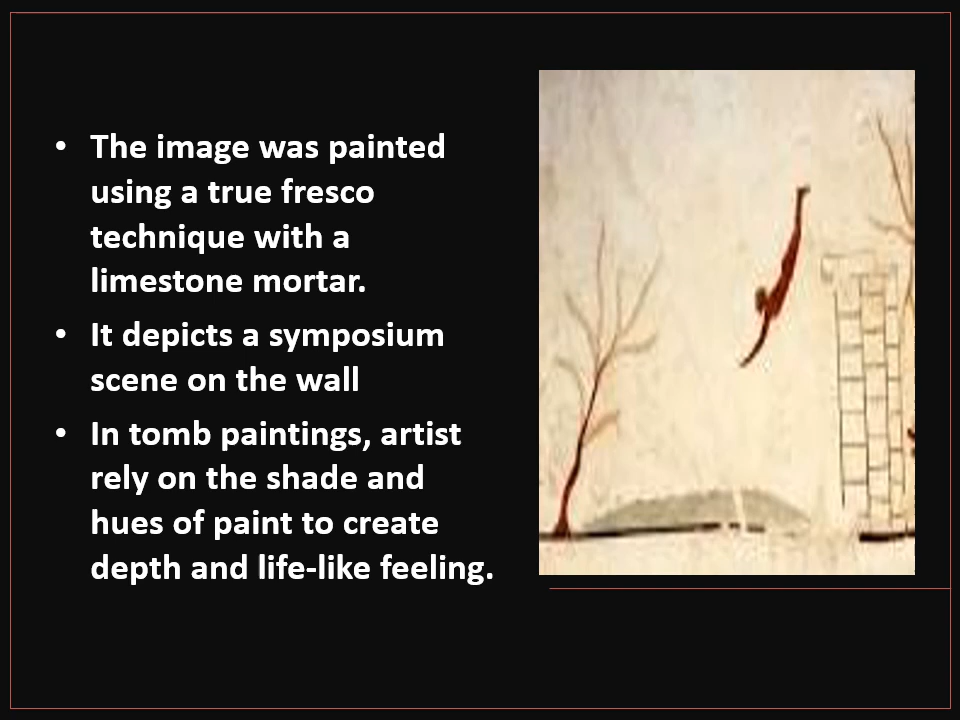 • The image was painted
using a true fresco
technique with a
limestone mortar.
• It depicts a symposium
scene on the wall
• In tomb paintings, artist
rely on the shade and
hues of paint to create
depth and life-like feeling.